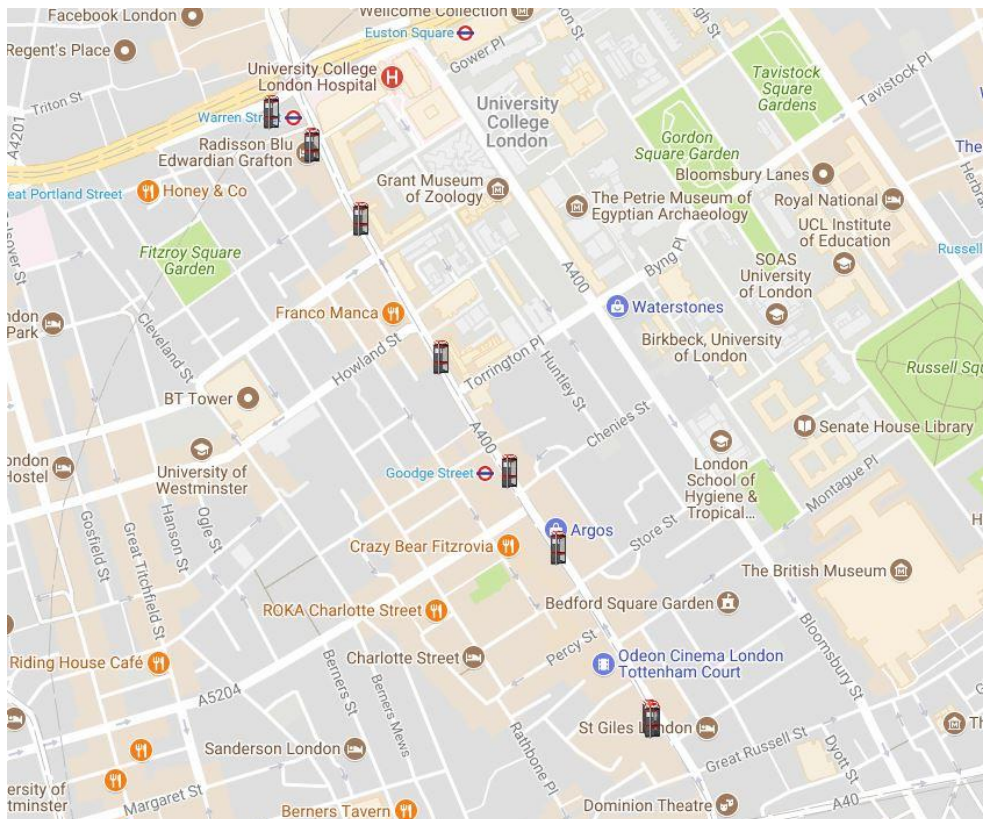 Facebook London
Wellcome Collection
Euston Square
Regent's Place
Gower Pl
University College
London Hospital
Tavistock
Square
Gardens
Tavistock Pl
Triton St
A4201
University
College
London
Warren Street
Radisson Blu
Edwardian Grafton
Gordon
Square Garden
Bloomsbury Lanes
eat Portland Street
Honey & Co
Grant Museum
of Zoology
The Petrie Museum of
Egyptian Archaeology
Royal National
UCL Institute
of Education
Byng Pl
Fitzroy Square
Garden
A400
SOAS
University
of London
Russell
Franco Manca
Waterstones
Birkbeck, University
of London
ndon
Park
Cleveland St
Howland St
Torrington Pl
Huntley St
Russell Squ
BT Tower
Chenies St
A400
Senate House Library
University of
Westminster
Goodge Street
London
School of
Hygiene &
Tropical...
Montague Pl
ondon
Hostel
Gosfield St
Great Titchfield St
Hanson St
Ogle St
Argos
Store St
Crazy Bear Fitzrovia
The British Museum
ROKA Charlotte Street
Bedford Square Garden
Percy St
Charlotte Street
Odeon Cinema London
Tottenham Court
Bloomsbury St
Riding House Café
A5204
Berners St
Berners Mews
Rathbone Pl
St Giles London
Sanderson London
Great Russell St
Dyott St
Margaret St
Berners Tavern
Dominion Theatre
A40